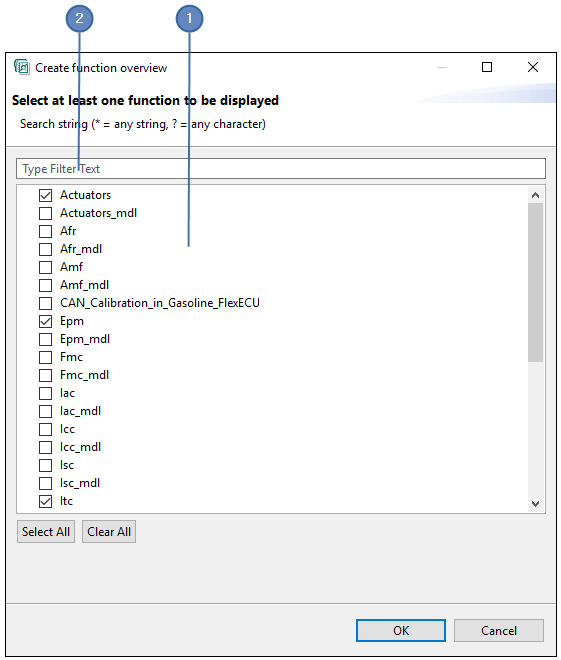 2 1
Create function overview
Select at least one function to be displayed
Search string (* = any string, ? = any character)
Type Filter Text
Actuators
Actuators_mdl
Afr
Afr_mdl
Amf
Amf_mdl
CAN_Calibration_in_Gasoline_FlexECU
Epm
Epm_mdl
Fmc
Fmc_mdl
Iac
Iac_mdl
Icc
Icc_mdl
Isc
Isc_mdl
Itc
Select All Clear All
OK Cancel